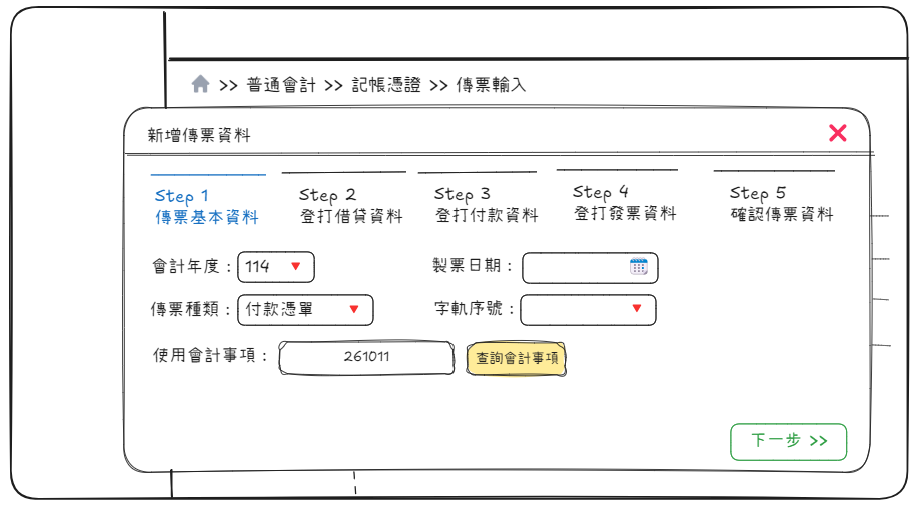 >> 普通會計 >> 記帳憑證 >> 傳票輸入
新增傳票資料
Step 1
傳票基本資料
Step 2
登打借貸資料
Step 3
登打付款資料
Step 4
登打發票資料
Step 5
確認傳票資料
會計年度： 114
製票日期：
傳票種類： 付款憑單
字軌序號：
使用會計事項： 261011 查詢會計事項
下一步 >>